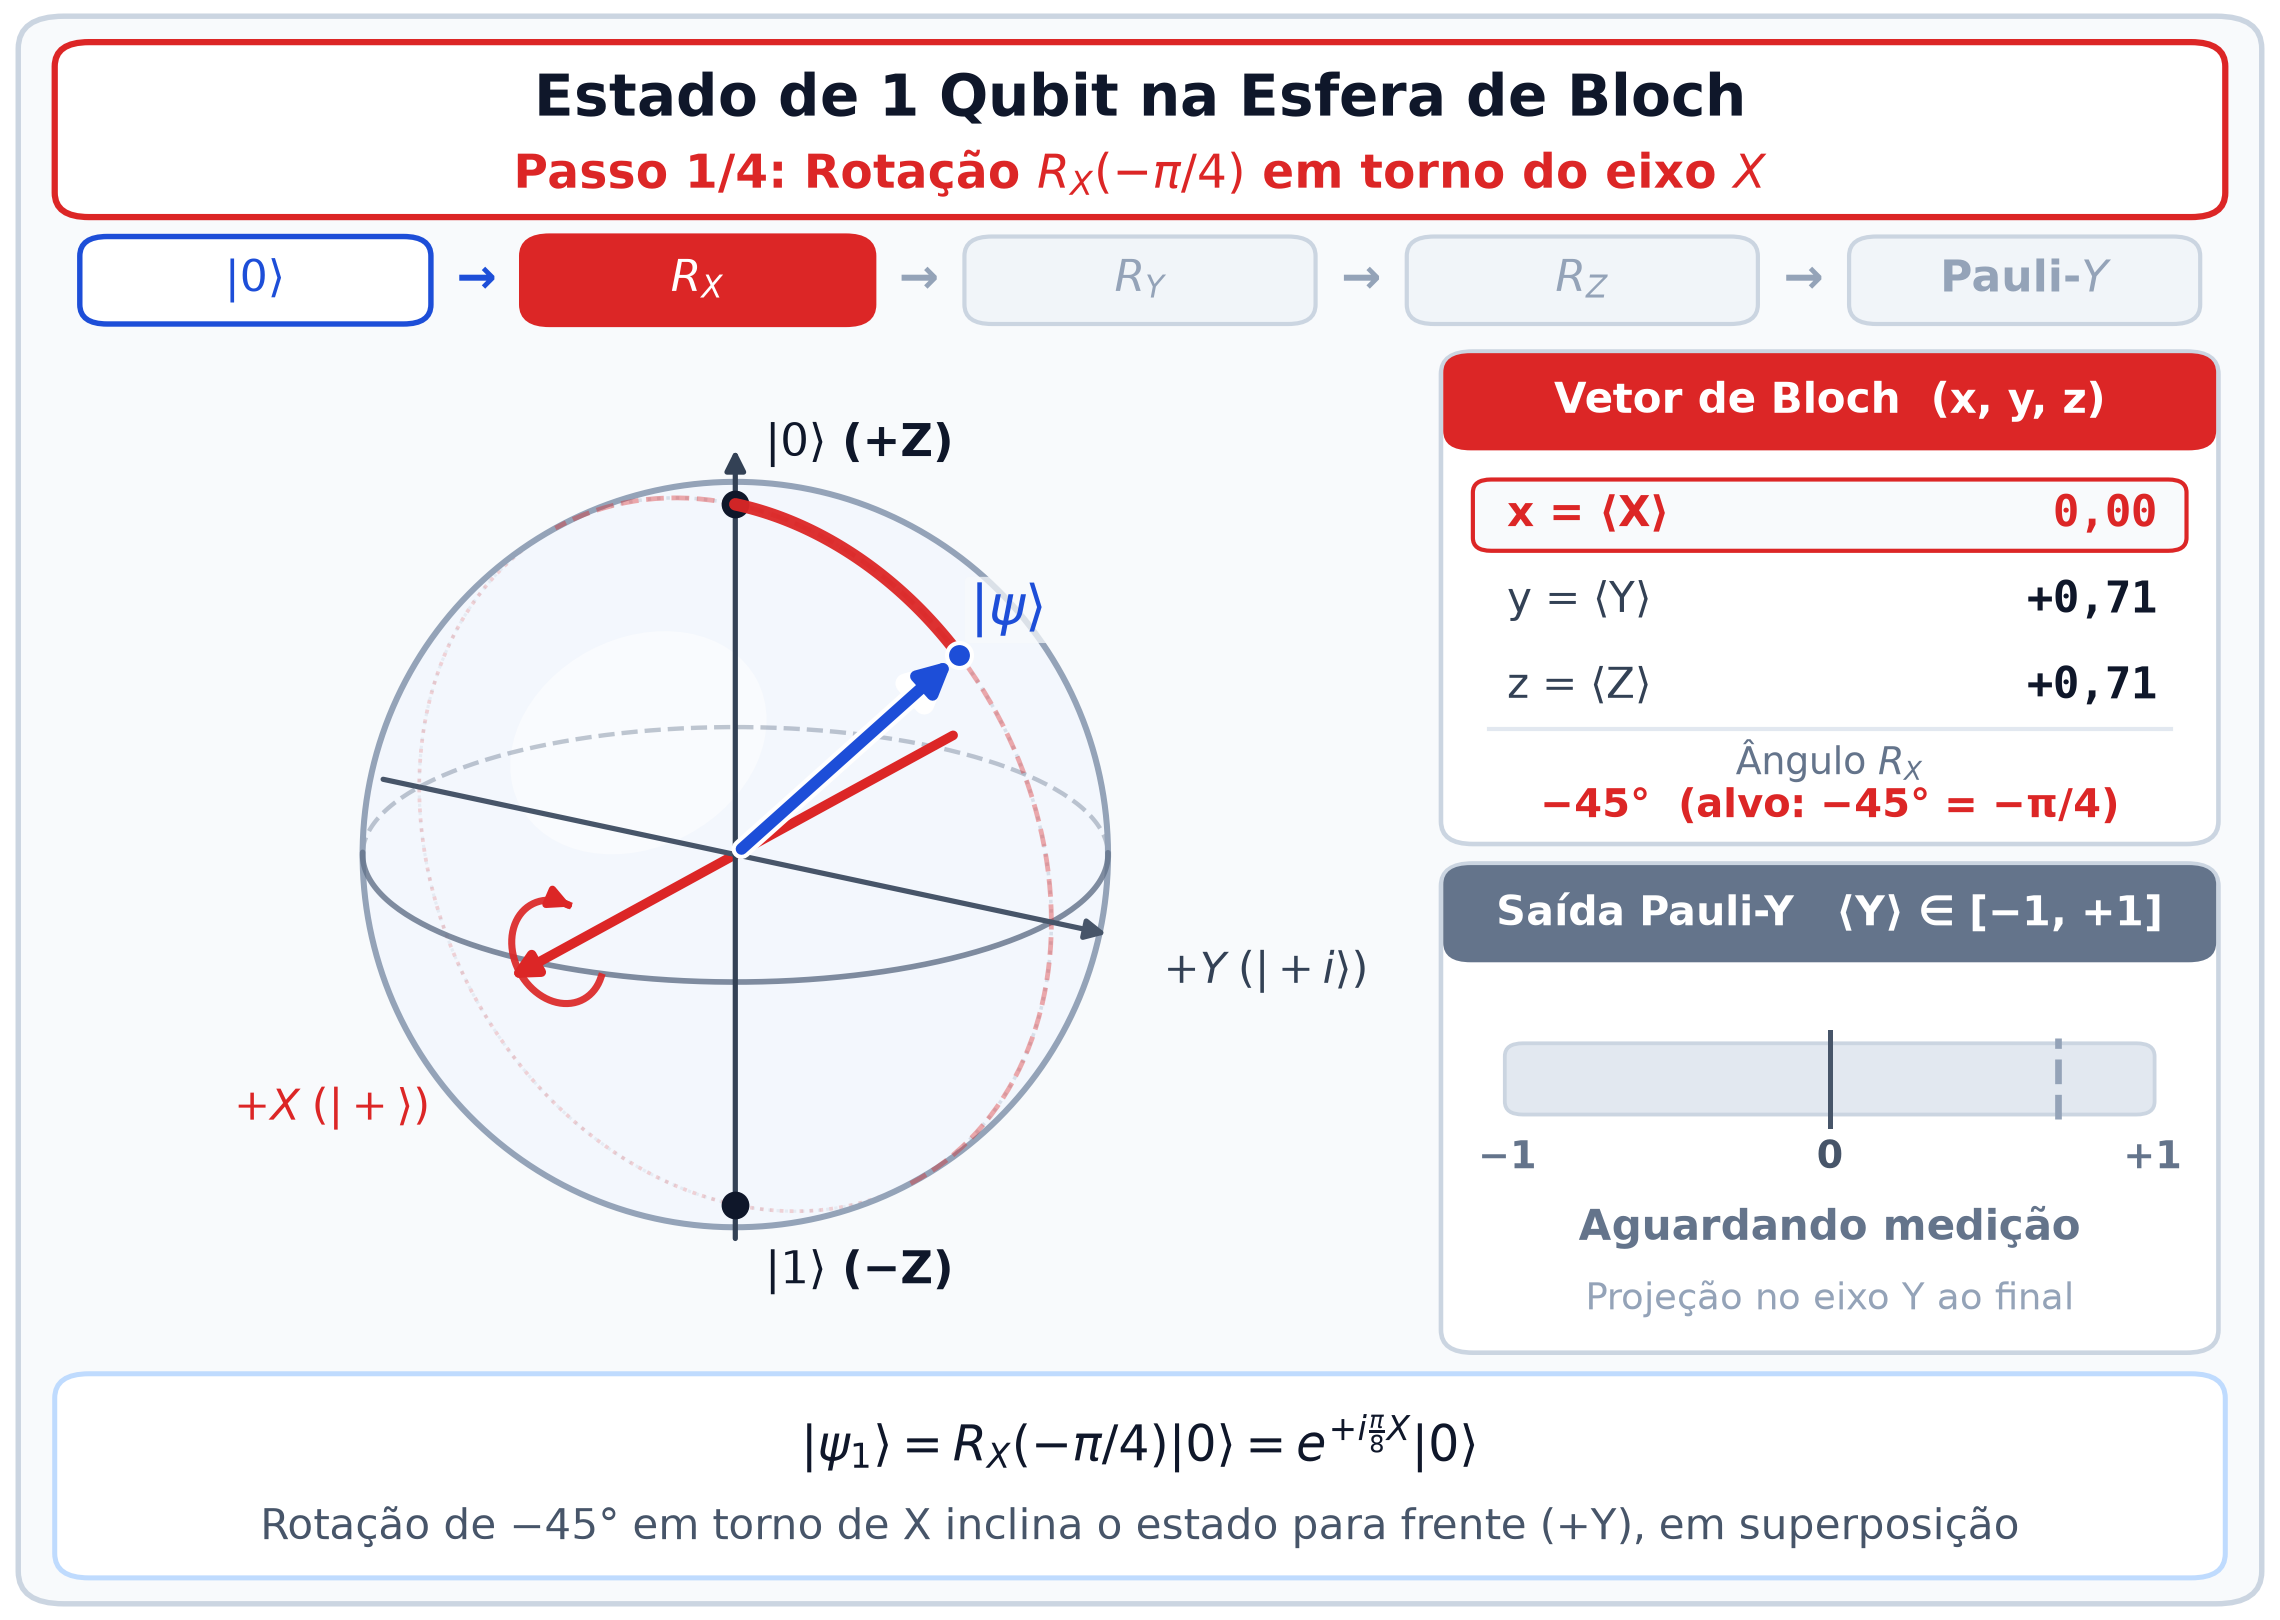 Estado de 1 Qubit na Esfera de Bloch
Passo 1/4: Rotação R_X(−π/4) em torno do eixo X
|0⟩ → R_X → R_Y → R_Z → Pauli-Y
|0⟩ (+Z)
|ψ⟩
+Y (| + i⟩)
+X (| + ⟩)
|1⟩ (−Z)
Vetor de Bloch (x, y, z)
x = ⟨X⟩ 0,00
y = ⟨Y⟩ +0,71
z = ⟨Z⟩ +0,71
Ângulo R_X
−45° (alvo: −45° = −π/4)
Saída Pauli-Y ⟨Y⟩ ∈ [−1, +1]
−1 0 +1
Aguardando medição
Projeção no eixo Y ao final
|ψ₁⟩ = R_X(−π/4)|0⟩ = e^{+i\frac{π}{8}X}|0⟩
Rotação de −45° em torno de X inclina o estado para frente (+Y), em superposição